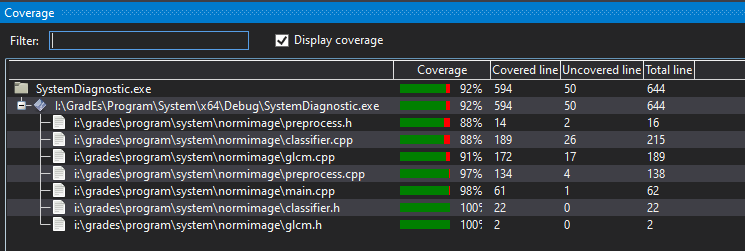 Coverage
Filter: Display coverage
Coverage Covered line Uncovered line Total line
SystemDiagnostic.exe 92% 594 50 644
I:\GradEs\Program\System\x64\Debug\SystemDiagnostic.exe 92% 594 50 644
i:\grades\program\system\normimage\preprocess.h 88% 14 2 16
i:\grades\program\system\normimage\classifier.cpp 88% 189 26 215
i:\grades\program\system\normimage\glcm.cpp 91% 172 17 189
i:\grades\program\system\normimage\preprocess.cpp 97% 134 4 138
i:\grades\program\system\normimage\main.cpp 98% 61 1 62
i:\grades\program\system\normimage\classifier.h 100% 22 0 22
i:\grades\program\system\normimage\glcm.h 100% 2 0 2